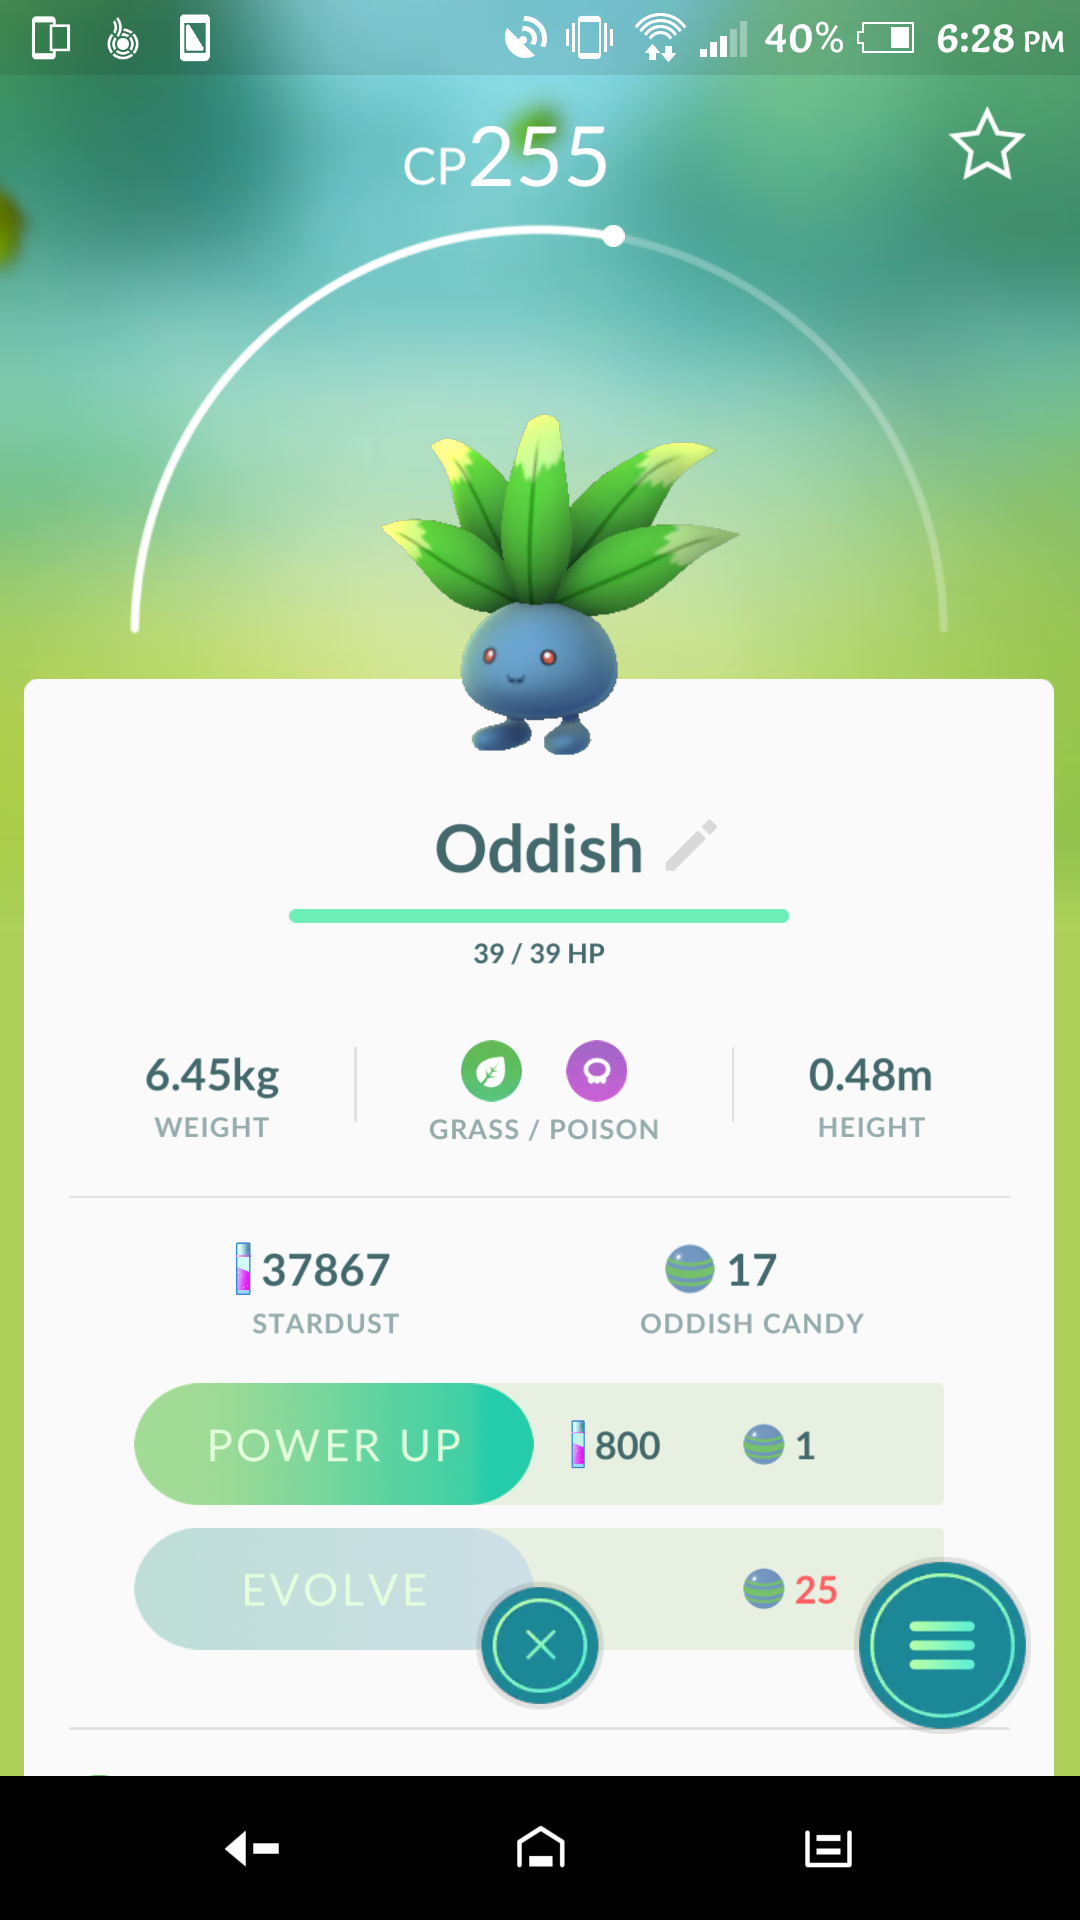 40% 6:28 PM
CP255
Oddish
39 / 39 HP
6.45kg
WEIGHT
GRASS / POISON
0.48m
HEIGHT
37867
STARDUST
17
ODDISH CANDY
POWER UP 800 1
EVOLVE 25